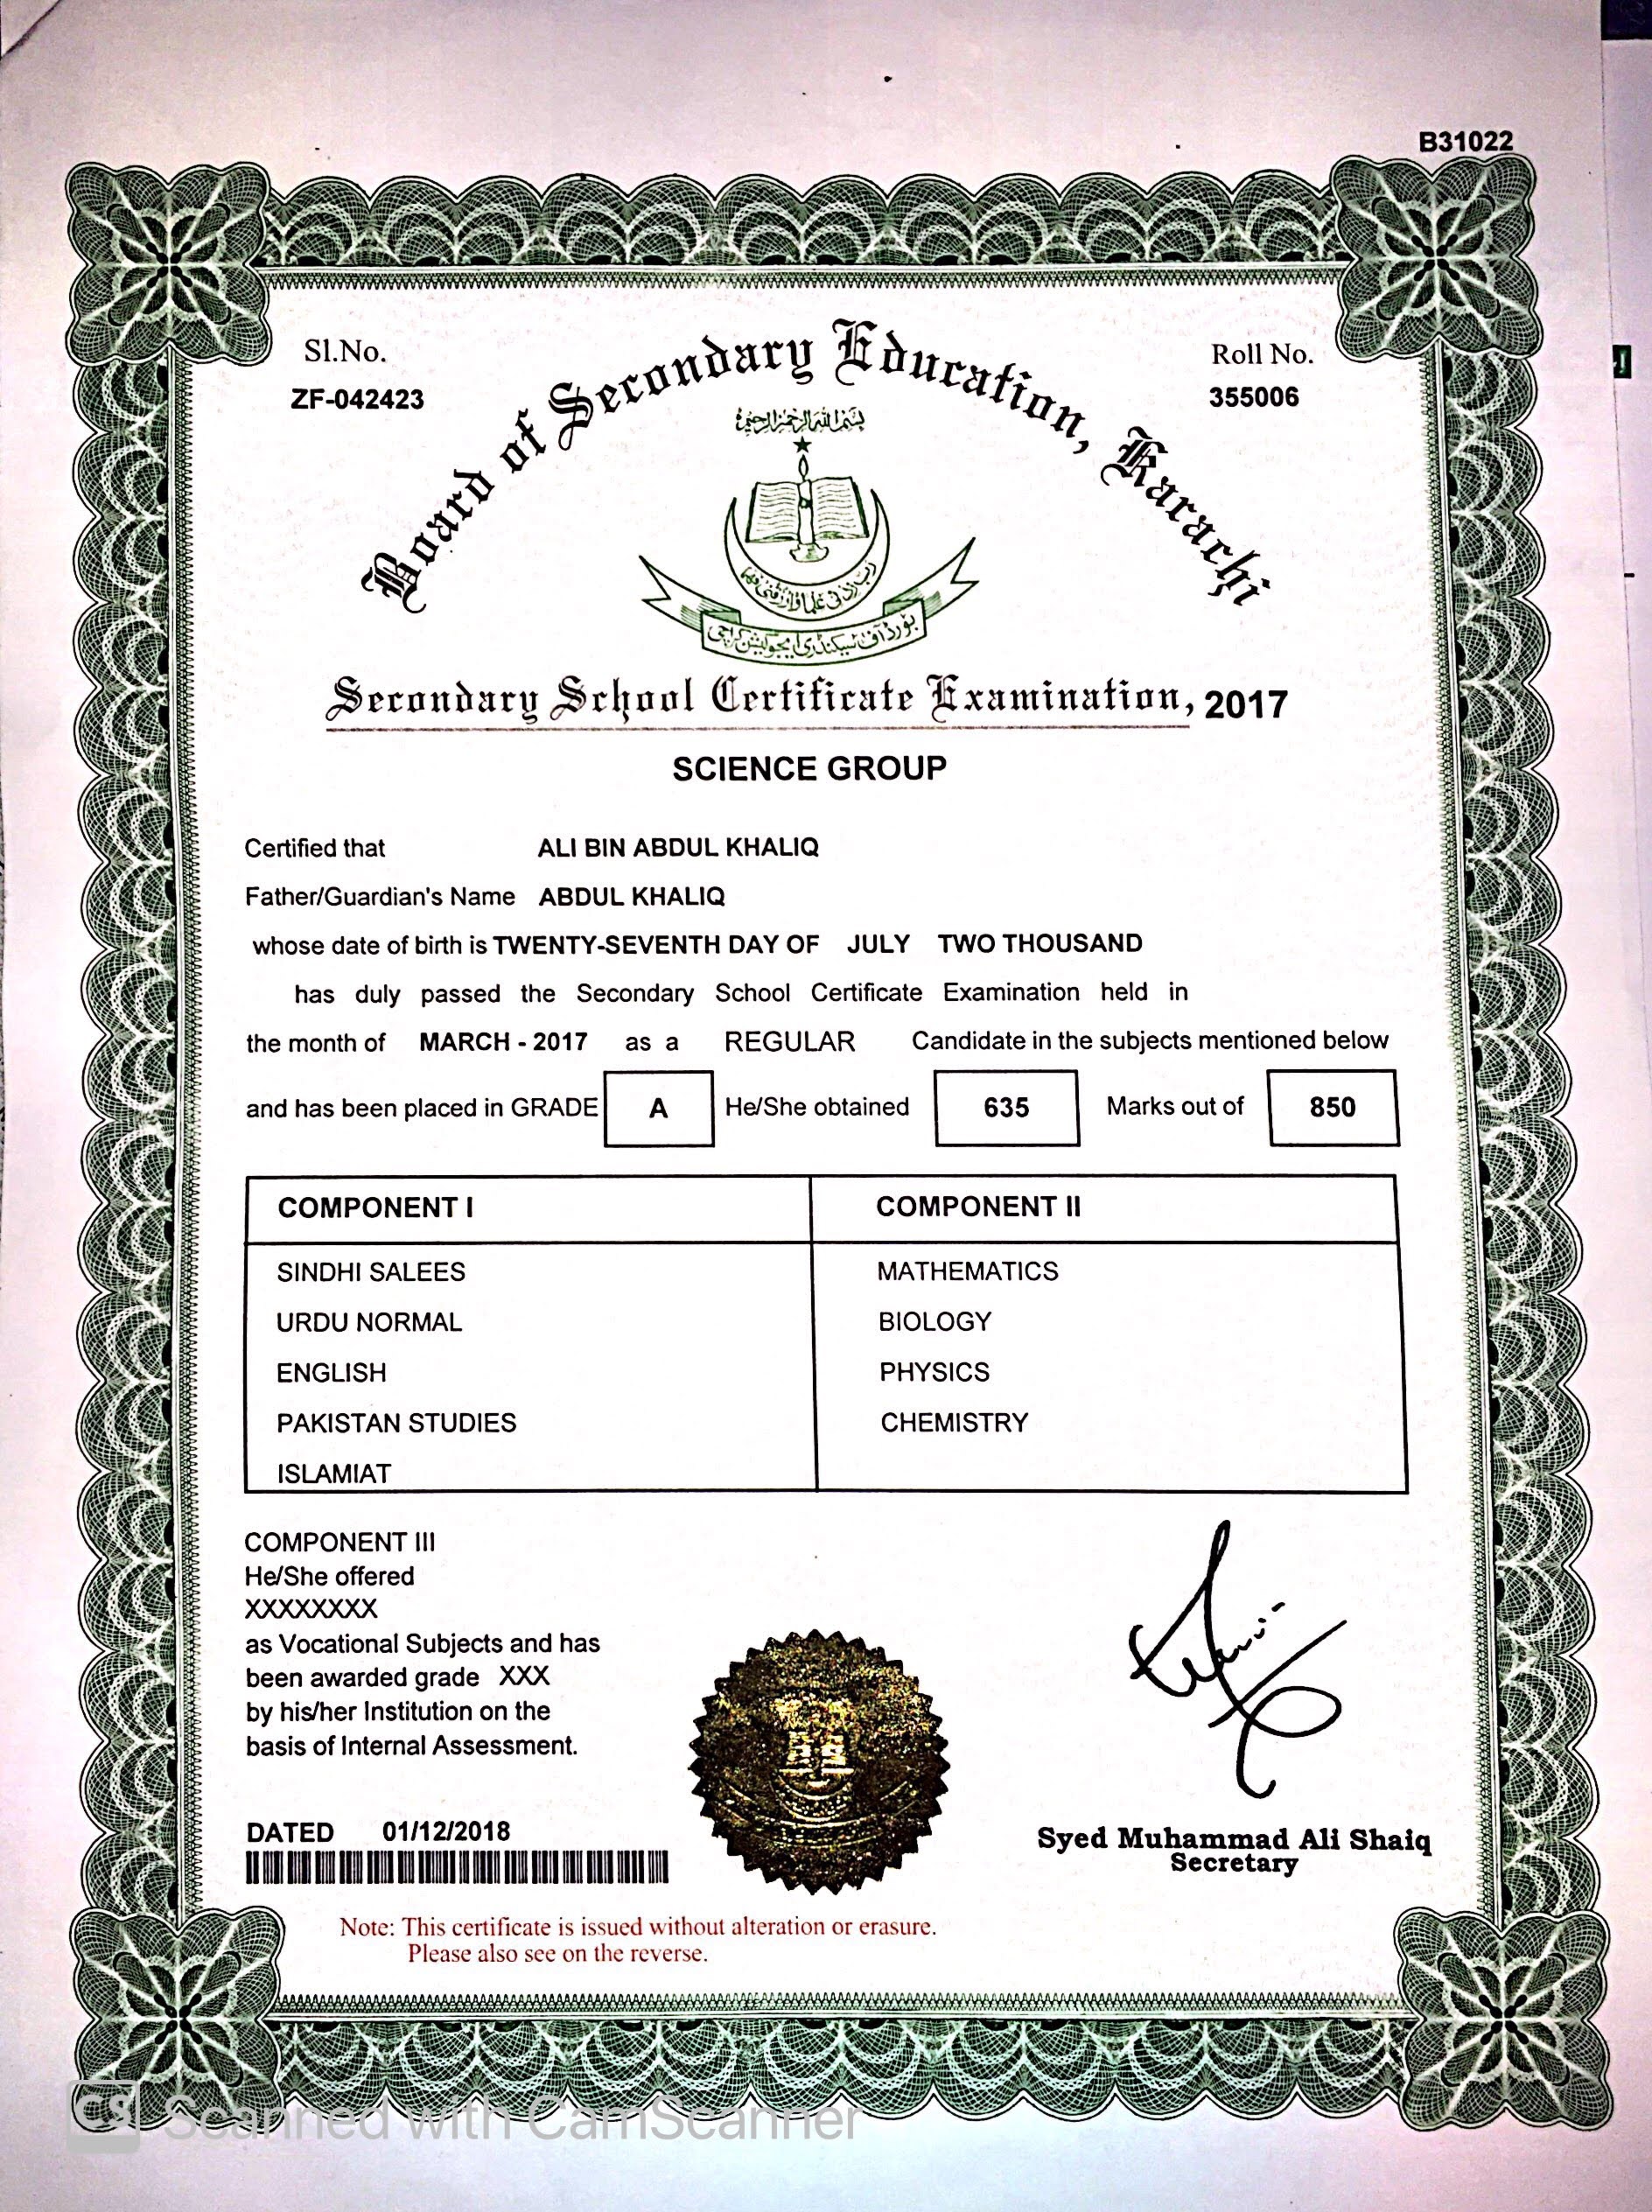 B31022
Sl.No.
Roll No.
ZF-042423
355006
Board of Secondary Education, Karachi
بسم الله الرحمن الرحيم
رب زدني علما وارزقني فهما
بورڈ آف سیکنڈری ایجوکیشن کراچی
Secondary School Certificate Examination, 2017
SCIENCE GROUP
Certified that ALI BIN ABDUL KHALIQ
Father/Guardian's Name ABDUL KHALIQ
whose date of birth is TWENTY-SEVENTH DAY OF JULY TWO THOUSAND
has duly passed the Secondary School Certificate Examination held in
the month of MARCH - 2017 as a REGULAR Candidate in the subjects mentioned below
and has been placed in GRADE A He/She obtained 635 Marks out of 850
COMPONENT I COMPONENT II
SINDHI SALEES MATHEMATICS
URDU NORMAL BIOLOGY
ENGLISH PHYSICS
PAKISTAN STUDIES CHEMISTRY
ISLAMIAT
COMPONENT III
He/She offered
XXXXXXXX
as Vocational Subjects and has
been awarded grade XXX
by his/her Institution on the
basis of Internal Assessment.
DATED 01/12/2018
Syed Muhammad Ali Shaiq
Secretary
Note: This certificate is issued without alteration or erasure.
Please also see on the reverse.
CS Scanned with CamScanner